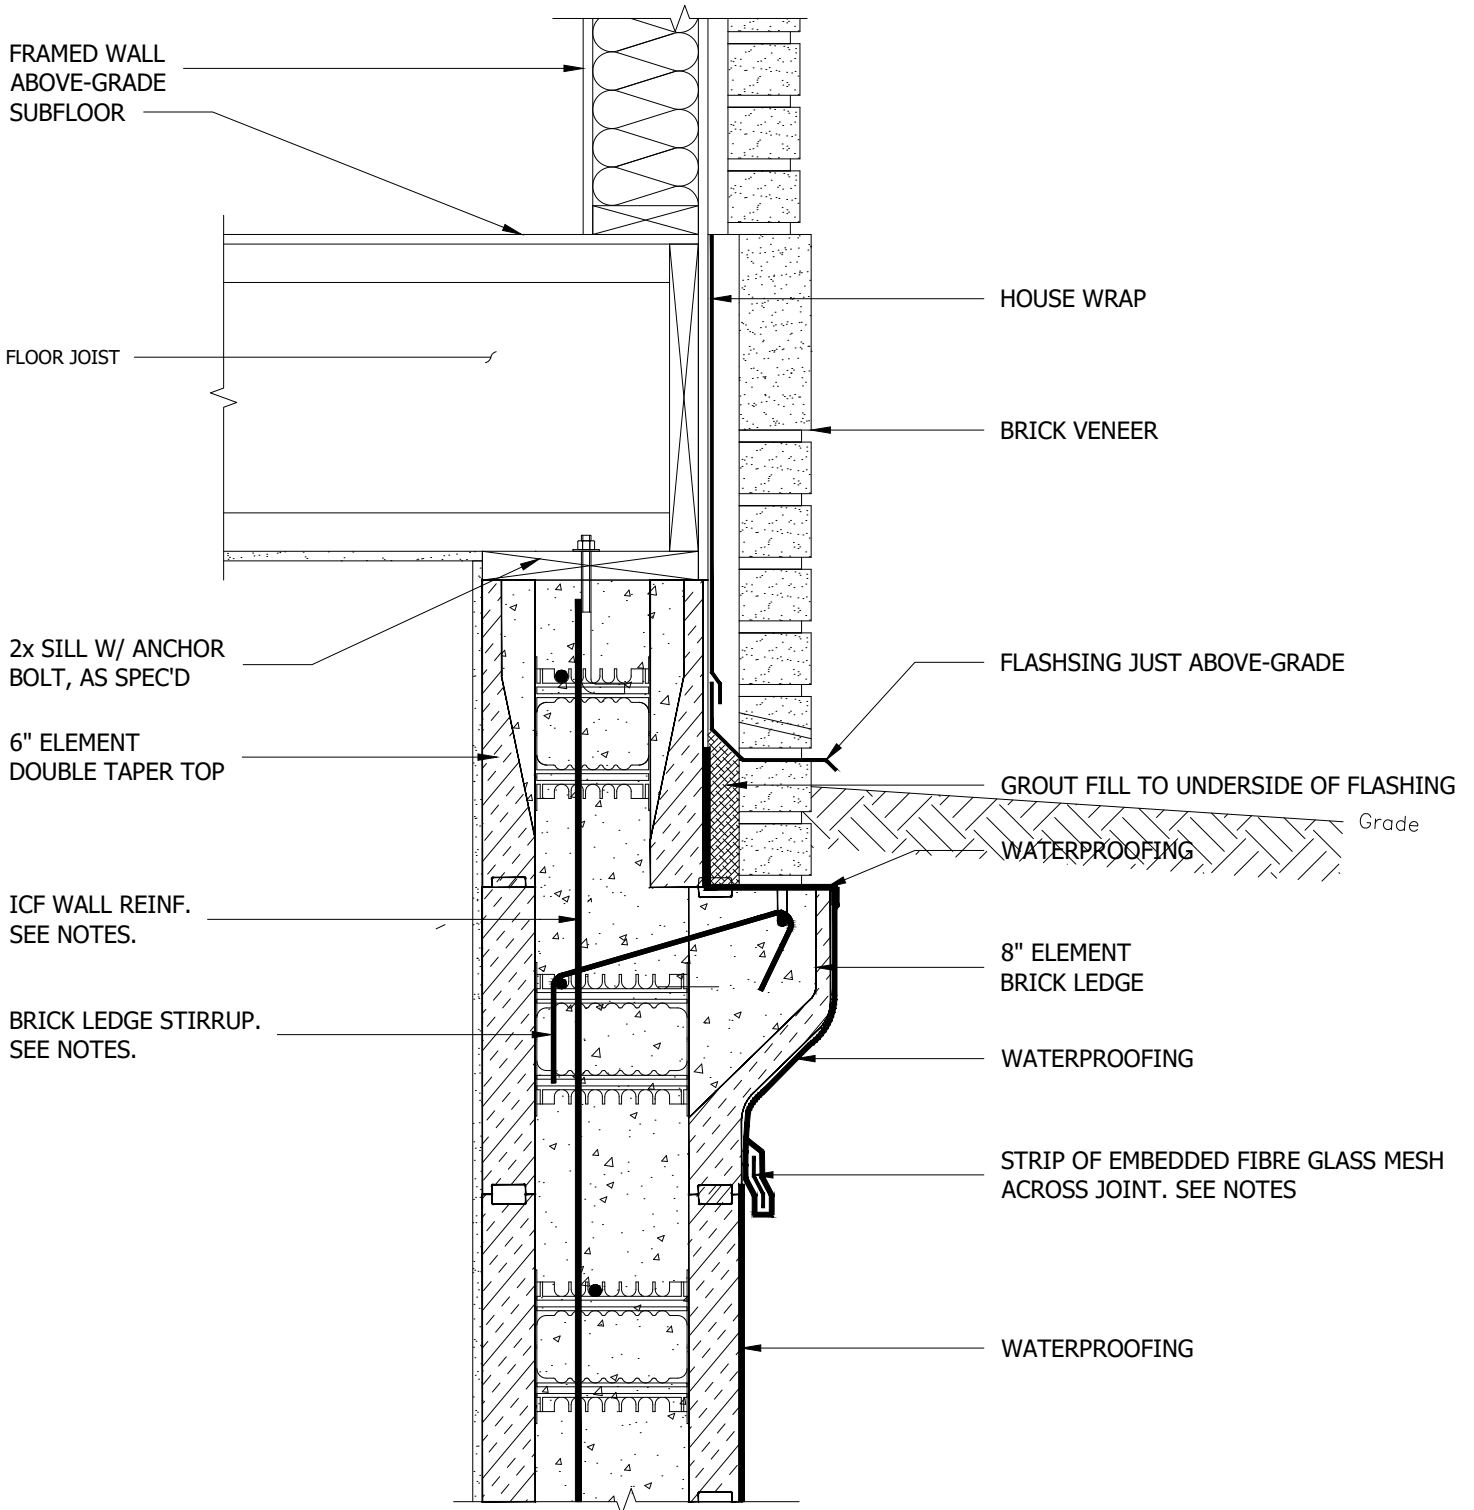 FRAMED WALL
ABOVE-GRADE
SUBFLOOR
FLOOR JOIST
2x SILL W/ ANCHOR
BOLT, AS SPEC'D
6" ELEMENT
DOUBLE TAPER TOP
ICF WALL REINF.
SEE NOTES.
BRICK LEDGE STIRRUP.
SEE NOTES.
HOUSE WRAP
BRICK VENEER
FLASHSING JUST ABOVE-GRADE
GROUT FILL TO UNDERSIDE OF FLASHING
Grade
WATERPROOFING
8" ELEMENT
BRICK LEDGE
WATERPROOFING
STRIP OF EMBEDDED FIBRE GLASS MESH
ACROSS JOINT. SEE NOTES
WATERPROOFING